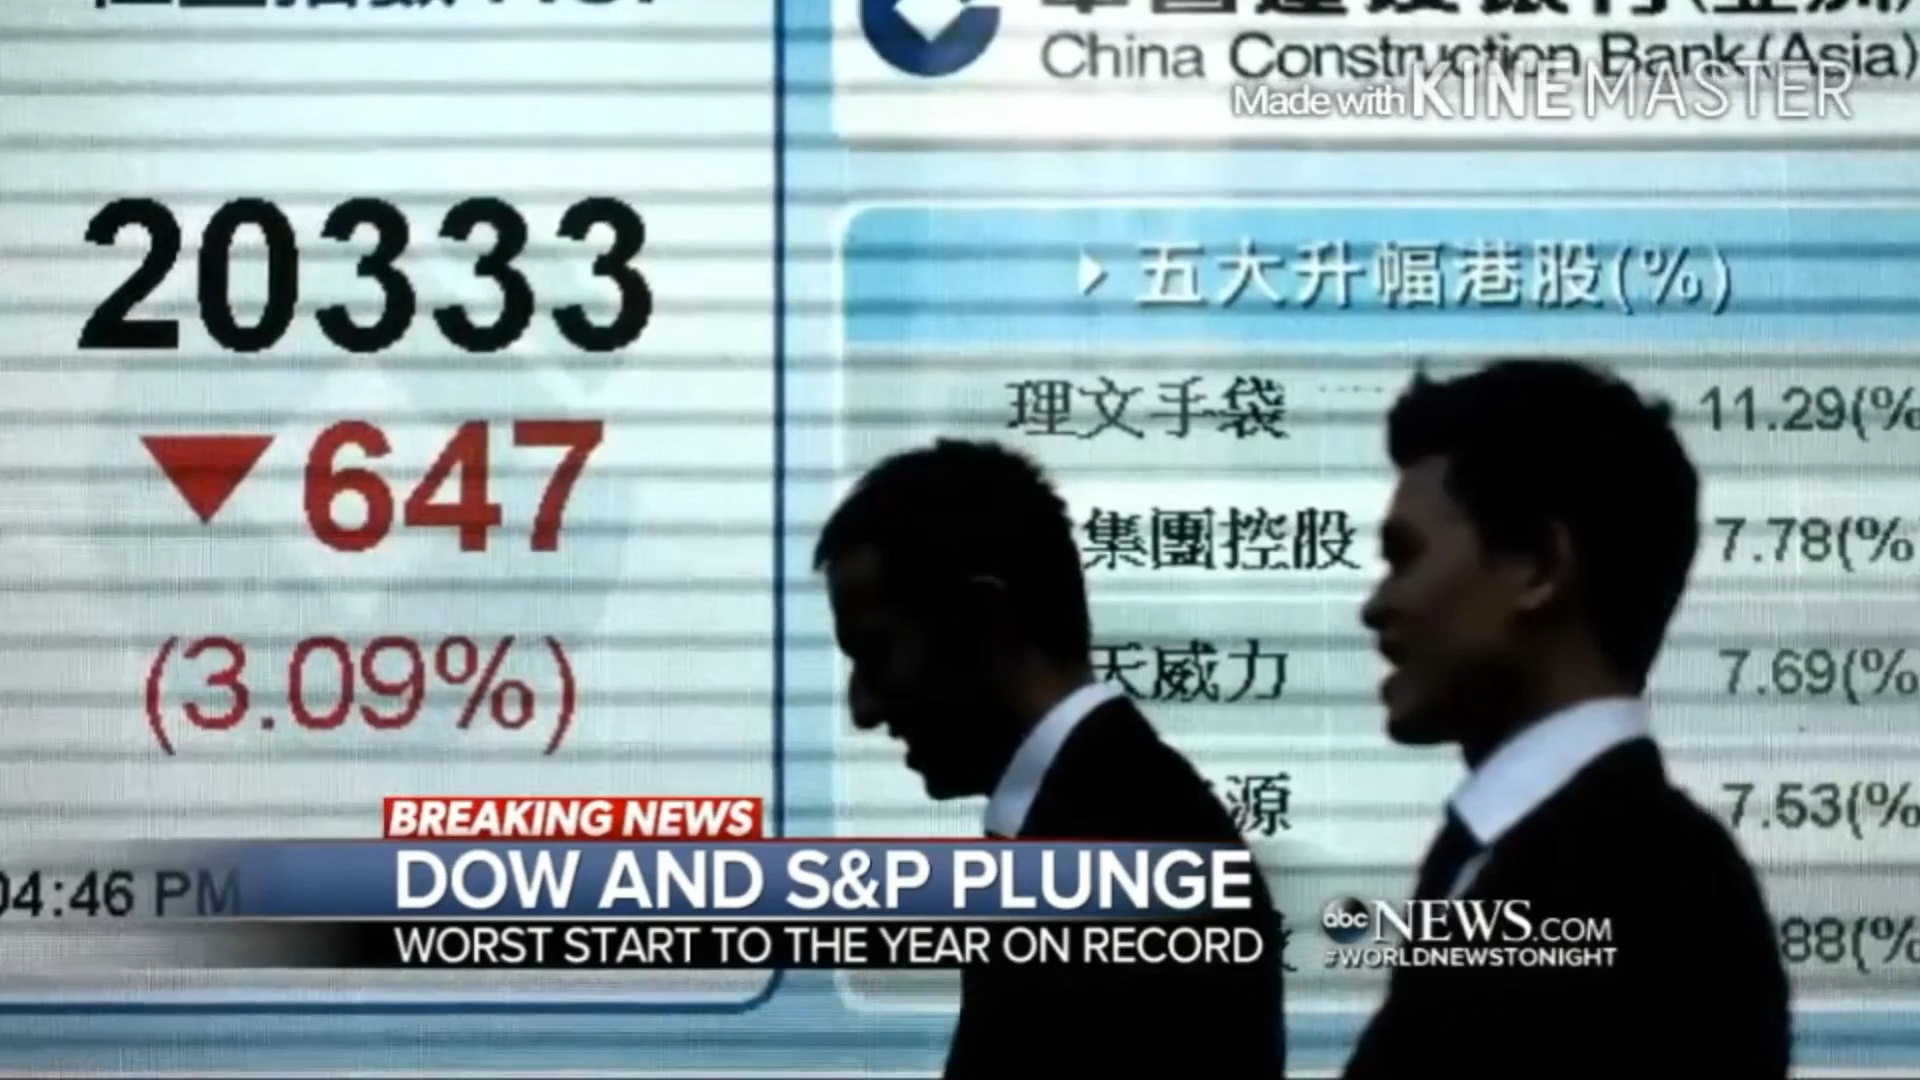 China Construction Bank (Asia)
Made with KINEMASTER
20333
▼647
(3.09%)
五大升幅港股(%)
理文手袋 11.29(%
集團控股 7.78(%
天威力 7.69(%
源 7.53(%
88(%
04:46 PM
BREAKING NEWS
DOW AND S&P PLUNGE
WORST START TO THE YEAR ON RECORD
abc NEWS.COM
#WORLDNEWSTONIGHT